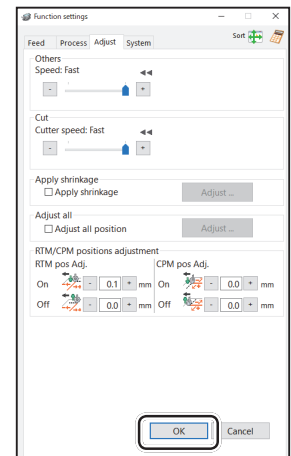 Function settings
Sort
Feed Process Adjust System
Others
Speed: Fast
- +
Cut
Cutter speed: Fast
- +
Apply shrinkage
Apply shrinkage Adjust ...
Adjust all
Adjust all position Adjust ...
RTM/CPM positions adjustment
RTM pos Adj. CPM pos Adj.
On - 0.1 + mm On - 0.0 + mm
Off - 0.0 + mm Off - 0.0 + mm
OK Cancel